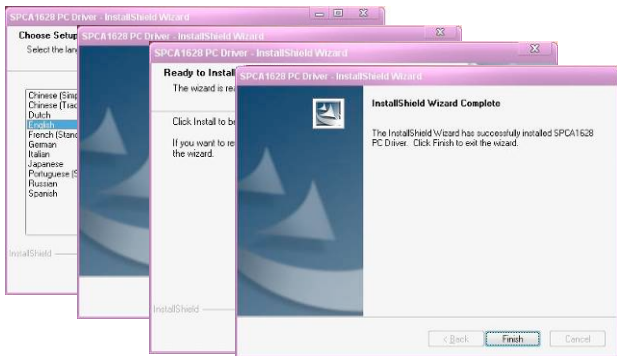 SPCA1628 PC Driver - InstallShield Wizard
Choose Setup
Select the lan
Chinese (Simp
Chinese (Trad
Dutch
English
French (Stand
German
Italian
Japanese
Portuguese (S
Russian
Spanish
InstallShield
SPCA1628 PC Driver - InstallShield Wizard
SPCA1628 PC Driver - InstallShield Wizard
Ready to Install
The wizard is rea
Click Install to be
If you want to re
the wizard.
InstallShield
SPCA1628 PC Driver - InstallShield Wizard
InstallShield Wizard Complete
The InstallShield Wizard has successfully installed SPCA1628
PC Driver. Click Finish to exit the wizard.
< Back
Finish
Cancel